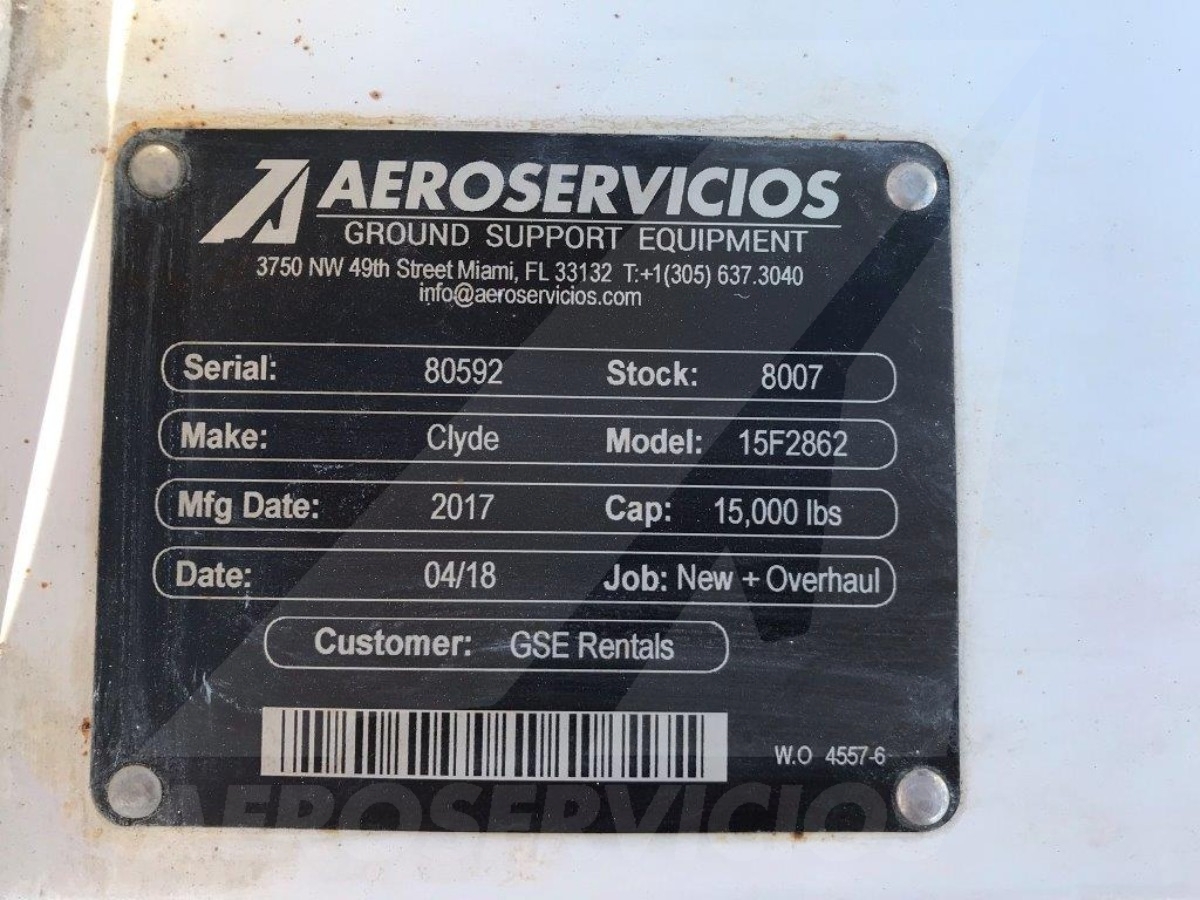 AEROSERVICIOS
GROUND SUPPORT EQUIPMENT
3750 NW 49th Street Miami, FL 33132 T:+1(305) 637.3040
info@aeroservicios.com
Serial: 80592 Stock: 8007
Make: Clyde Model: 15F2862
Mfg Date: 2017 Cap: 15,000 lbs
Date: 04/18 Job: New + Overhaul
Customer: GSE Rentals
W.O 4557-6
AEROSERVICIOS